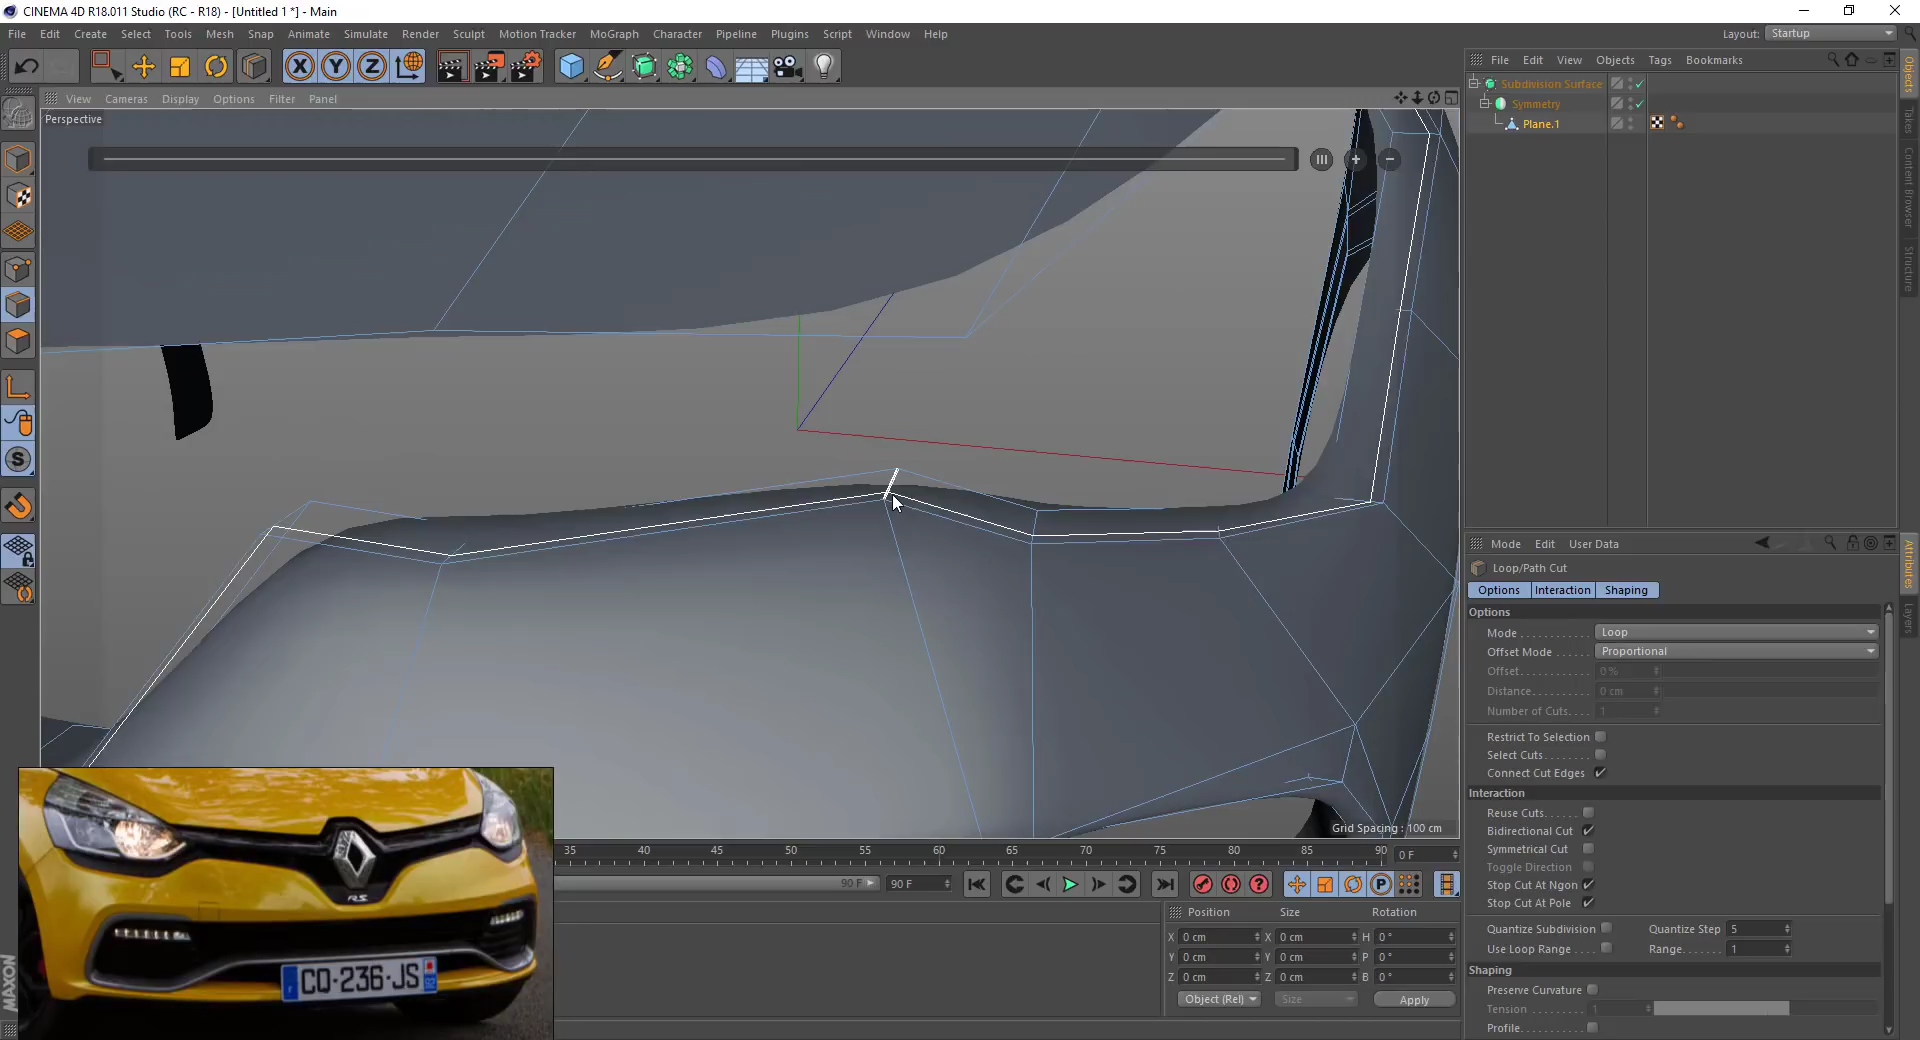 CINEMA 4D R18.011 Studio (RC - R18) - [Untitled 1 *] - Main
File Edit Create Select Tools Mesh Snap Animate Simulate Render Sculpt Motion Tracker MoGraph Character Pipeline Plugins Script Window Help
Layout: Startup
View Cameras Display Options Filter Panel
Perspective
File Edit View Objects Tags Bookmarks
Subdivision Surface
Symmetry
Plane.1
Objects
Takes
Content Browser
Structure
Mode Edit User Data
Loop/Path Cut
Options Interaction Shaping
Options
Mode Loop
Offset Mode Proportional
Offset 0 %
Distance 0 cm
Number of Cuts 1
Restrict To Selection
Select Cuts
Connect Cut Edges
Interaction
Reuse Cuts
Bidirectional Cut
Symmetrical Cut
Toggle Direction
Stop Cut At Ngon
Stop Cut At Pole
Quantize Subdivision Quantize Step 5
Use Loop Range Range 1
Shaping
Preserve Curvature
Tension 1
Profile
Attributes
Layers
Grid Spacing : 100 cm
35 40 45 50 55 60 65 70 75 80 85 90 0 F
90 F 90 F
Position Size Rotation
X 0 cm X 0 cm H 0 °
Y 0 cm Y 0 cm P 0 °
Z 0 cm Z 0 cm B 0 °
Object (Rel) Size Apply
MAXON
RS
CQ-236-JS